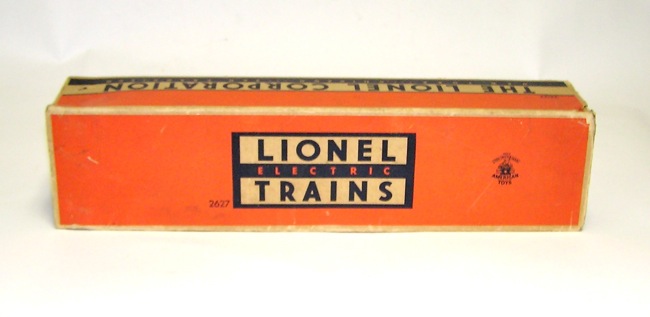 THE LIONEL CORPORATION
LIONEL
ELECTRIC
TRAINS
2627
AMERICAN
TOYS